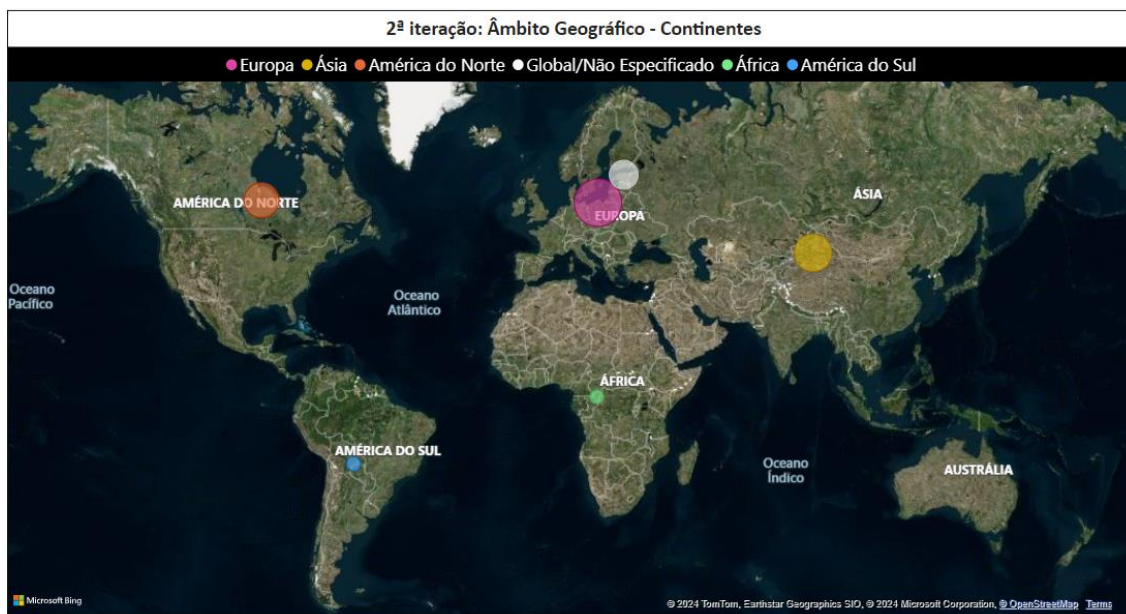 2ª iteração: Âmbito Geográfico - Continentes
Europa Ásia América do Norte Global/Não Especificado África América do Sul
AMÉRICA DO NORTE
ÁSIA
EUROPA
Oceano
Pacífico
Oceano
Atlântico
ÁFRICA
AMÉRICA DO SUL
Oceano
Índico
AUSTRÁLIA
Microsoft Bing
© 2024 TomTom, Earthstar Geographics SIO, © 2024 Microsoft Corporation, © OpenStreetMap Terms